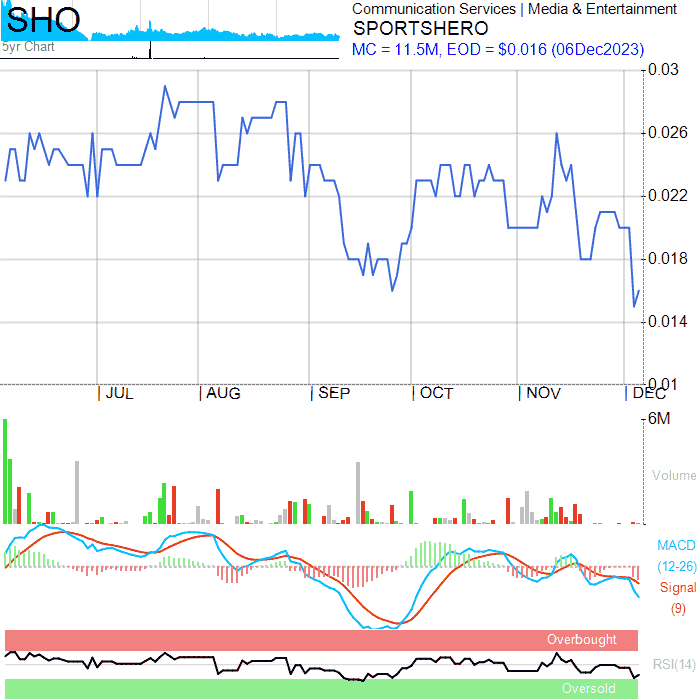 SHO
5yr Chart
Communication Services | Media & Entertainment
SPORTSHERO
MC = 11.5M, EOD = $0.016 (06Dec2023)
0.03
0.026
0.022
0.018
0.014
0.01
JUL
AUG
SEP
OCT
NOV
DEC
6M
Volume
MACD
(12-26)
Signal
(9)
Overbought
RSI(14)
Oversold